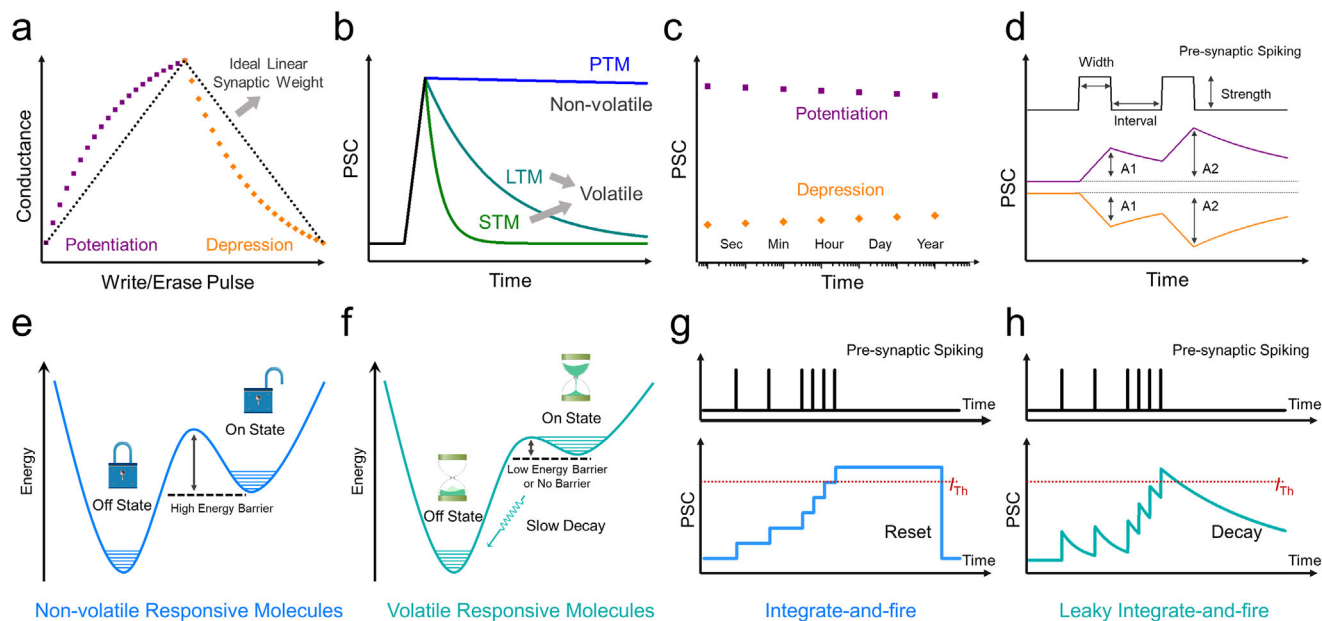 a
Ideal Linear
Synaptic Weight
Conductance
Potentiation
Depression
Write/Erase Pulse
b
PTM
Non-volatile
LTM
Volatile
STM
PSC
Time
c
Potentiation
Depression
PSC
Sec Min Hour Day Year
Time
d
Pre-synaptic Spiking
Width
Strength
Interval
A1 A2
A1 A2
PSC
Time
e
On State
Off State
High Energy Barrier
Energy
Non-volatile Responsive Molecules
f
On State
Low Energy Barrier
or No Barrier
Off State
Slow Decay
Energy
Volatile Responsive Molecules
g
Pre-synaptic Spiking
Time
ITh
PSC
Reset
Time
Integrate-and-fire
h
Pre-synaptic Spiking
Time
ITh
PSC
Decay
Time
Leaky Integrate-and-fire